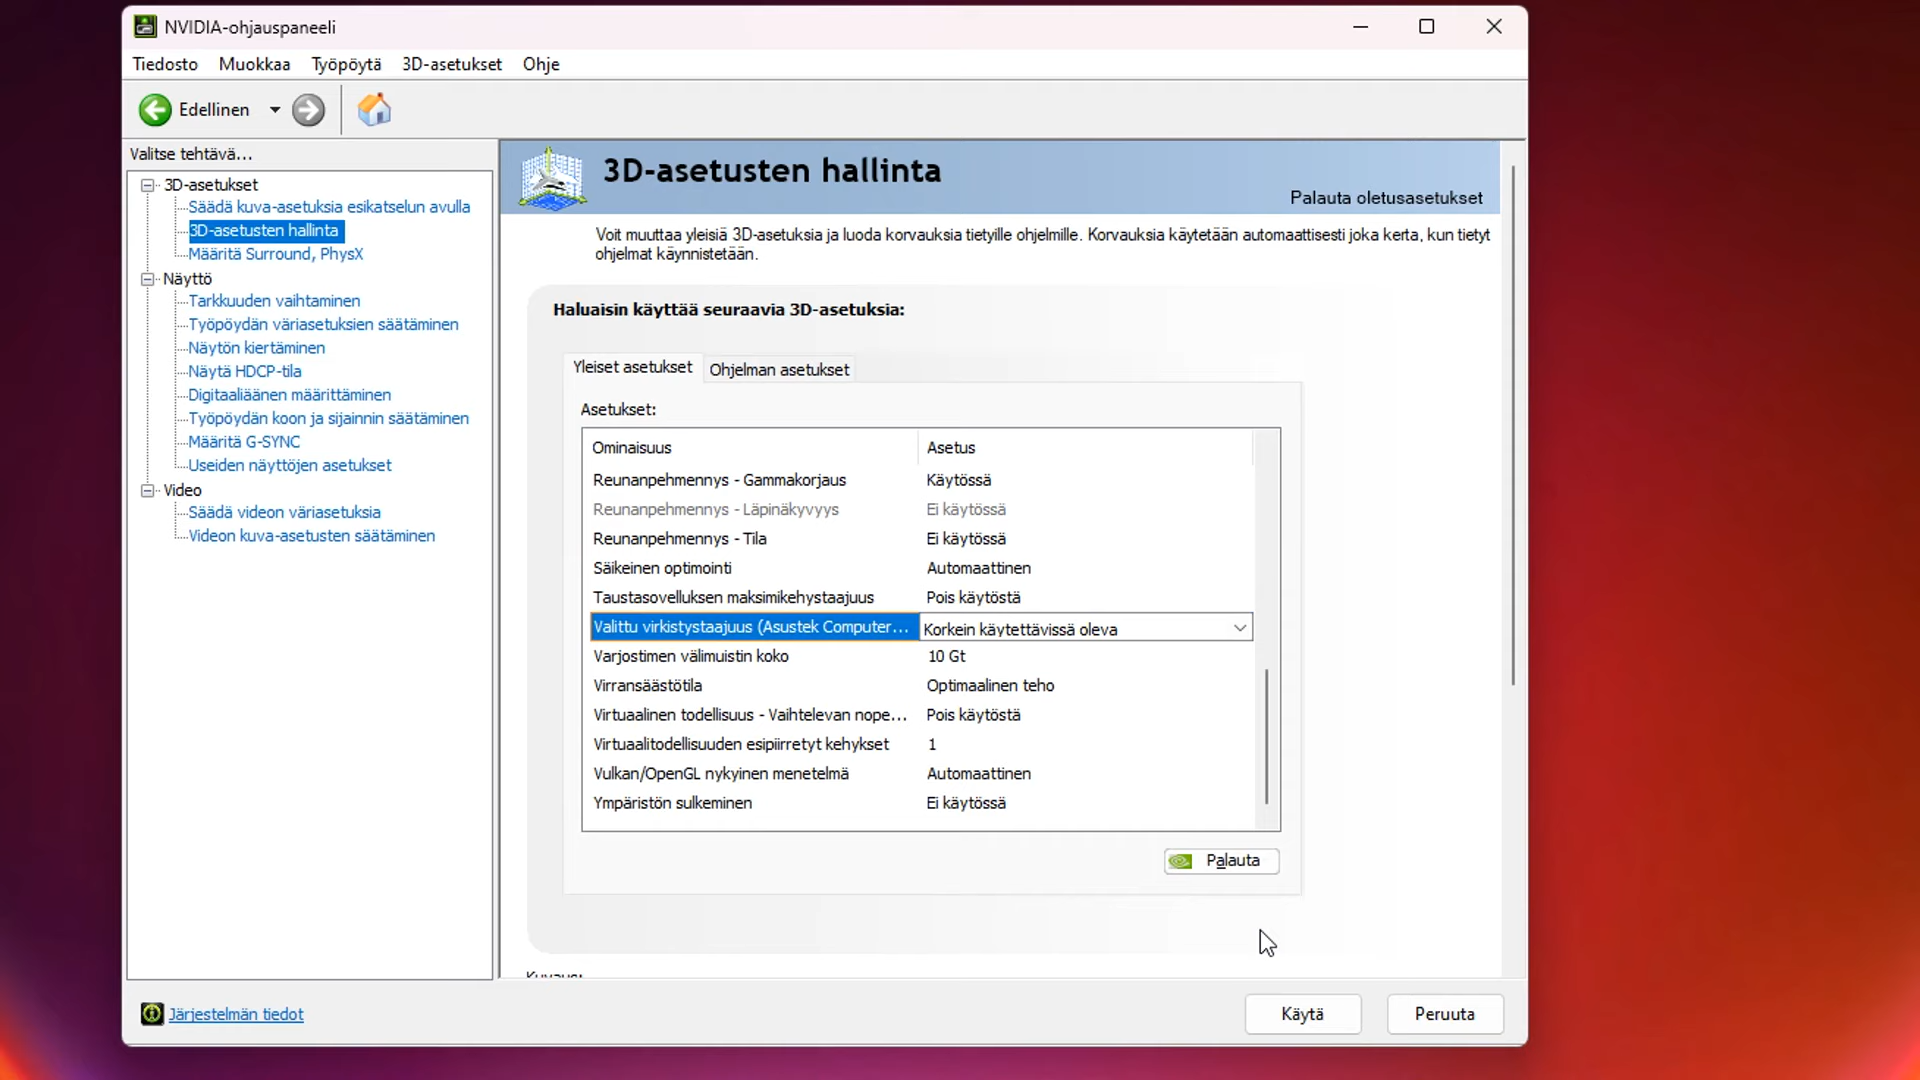 NVIDIA-ohjauspaneeli
Tiedosto Muokkaa Työpöytä 3D-asetukset Ohje
Edellinen
Valitse tehtävä...
3D-asetukset
Säädä kuva-asetuksia esikatselun avulla
3D-asetusten hallinta
Määritä Surround, PhysX
Näyttö
Tarkkuuden vaihtaminen
Työpöydän väriasetuksien säätäminen
Näytön kiertäminen
Näytä HDCP-tila
Digitaaliäänen määrittäminen
Työpöydän koon ja sijainnin säätäminen
Määritä G-SYNC
Useiden näyttöjen asetukset
Video
Säädä videon väriasetuksia
Videon kuva-asetusten säätäminen
3D-asetusten hallinta
Palauta oletusasetukset
Voit muuttaa yleisiä 3D-asetuksia ja luoda korvauksia tietyille ohjelmille. Korvauksia käytetään automaattisesti joka kerta, kun tietyt
ohjelmat käynnistetään.
Haluaisin käyttää seuraavia 3D-asetuksia:
Yleiset asetukset Ohjelman asetukset
Asetukset:
Ominaisuus Asetus
Reunanpehmennys - Gammakorjaus Käytössä
Reunanpehmennys - Läpinäkyvyys Ei käytössä
Reunanpehmennys - Tila Ei käytössä
Säikeinen optimointi Automaattinen
Taustasovelluksen maksimikehystaajuus Pois käytöstä
Valittu virkistystaajuus (Asustek Computer... Korkein käytettävissä oleva
Varjostimen välimuistin koko 10 Gt
Virransäästötila Optimaalinen teho
Virtuaalinen todellisuus - Vaihtelevan nope... Pois käytöstä
Virtuaalitodellisuuden esipiirretyt kehykset 1
Vulkan/OpenGL nykyinen menetelmä Automaattinen
Ympäristön sulkeminen Ei käytössä
Palauta
Kuvaus:
Järjestelmän tiedot
Käytä Peruuta